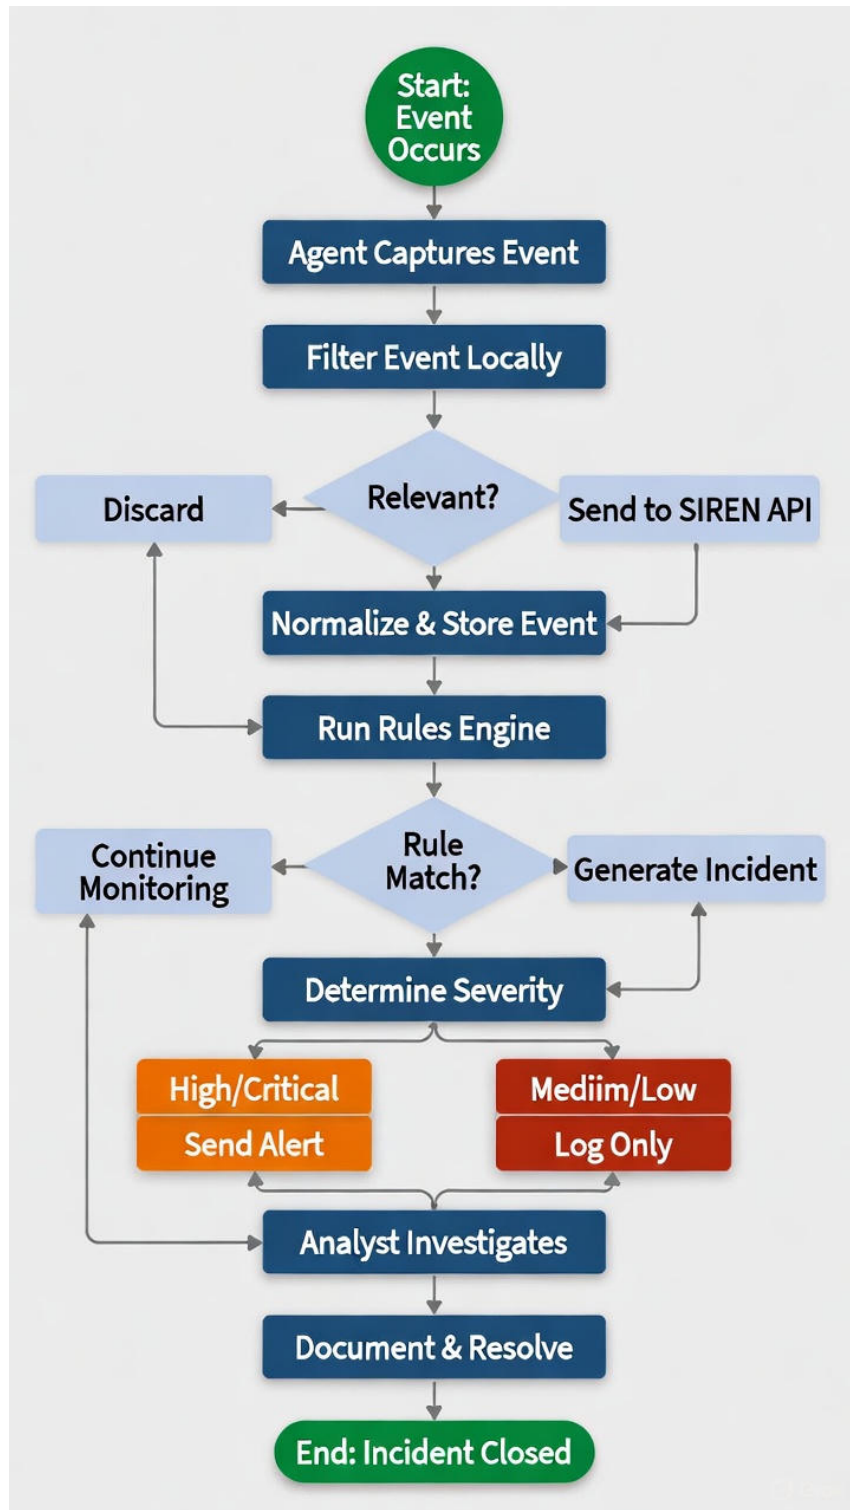 Start:
Event
Occurs
Agent Captures Event
Filter Event Locally
Discard
Relevant?
Send to SIREN API
Normalize & Store Event
Run Rules Engine
Continue
Monitoring
Rule
Match?
Generate Incident
Determine Severity
High/Critical
Mediim/Low
Send Alert
Log Only
Analyst Investigates
Document & Resolve
End: Incident Closed